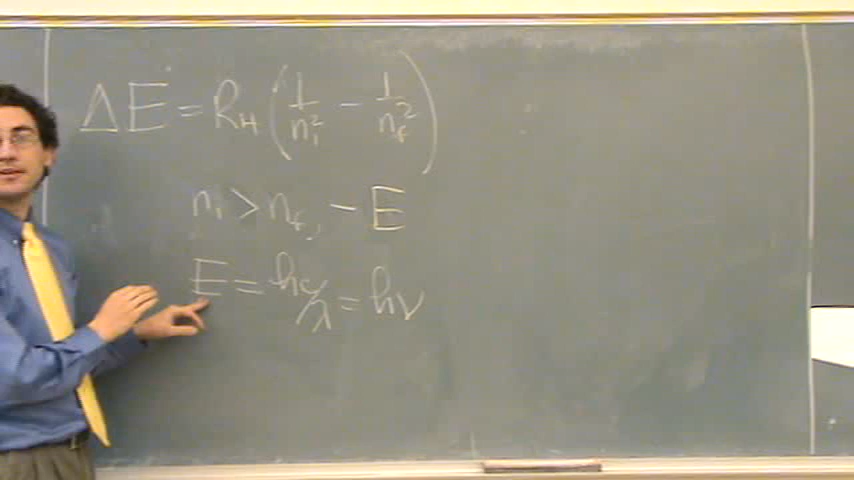 ΔE = R_H (1/n_i² − 1/n_f²)
n_i > n_f, − E
E = hc/λ = hν